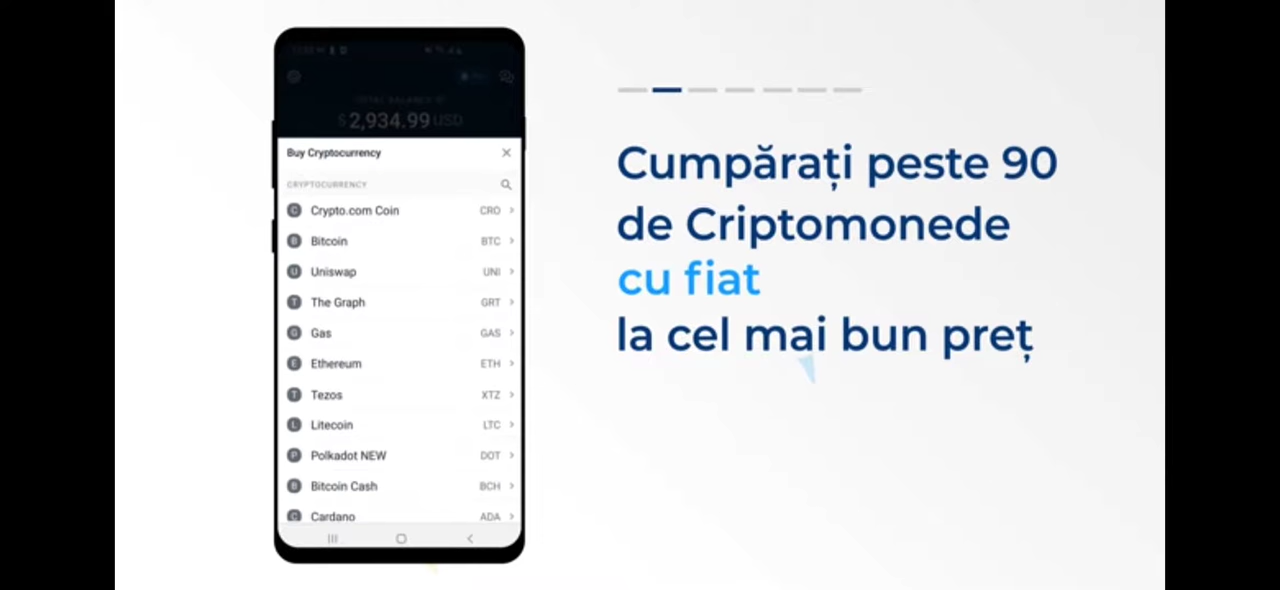 TOTAL BALANCE
$2,934.99 USD
Buy Cryptocurrency
CRYPTOCURRENCY
Crypto.com Coin CRO
Bitcoin BTC
Uniswap UNI
The Graph GRT
Gas GAS
Ethereum ETH
Tezos XTZ
Litecoin LTC
Polkadot NEW DOT
Bitcoin Cash BCH
Cardano ADA
Cumpărați peste 90
de Criptomonede
cu fiat
la cel mai bun preț